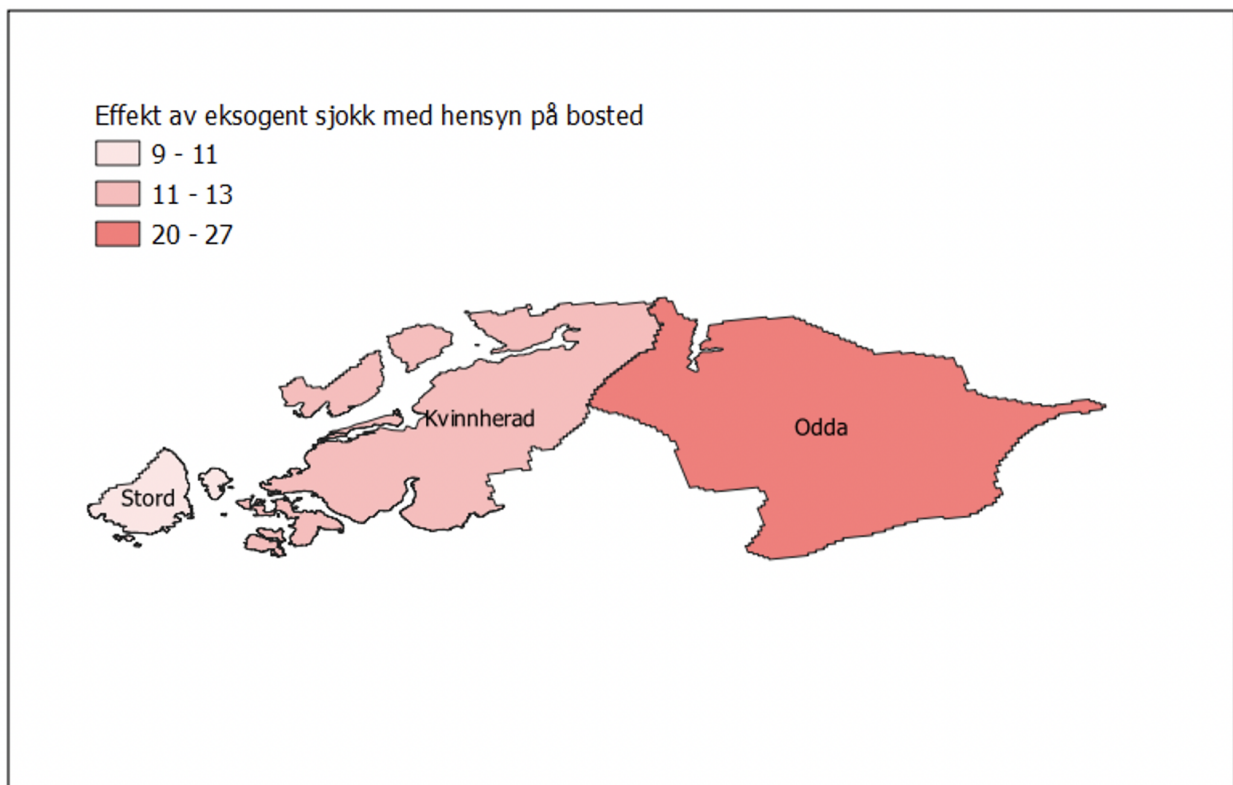 Effekt av eksogent sjokk med hensyn på bosted
9 - 11
11 - 13
20 - 27
Kvinnherad
Odda
Stord